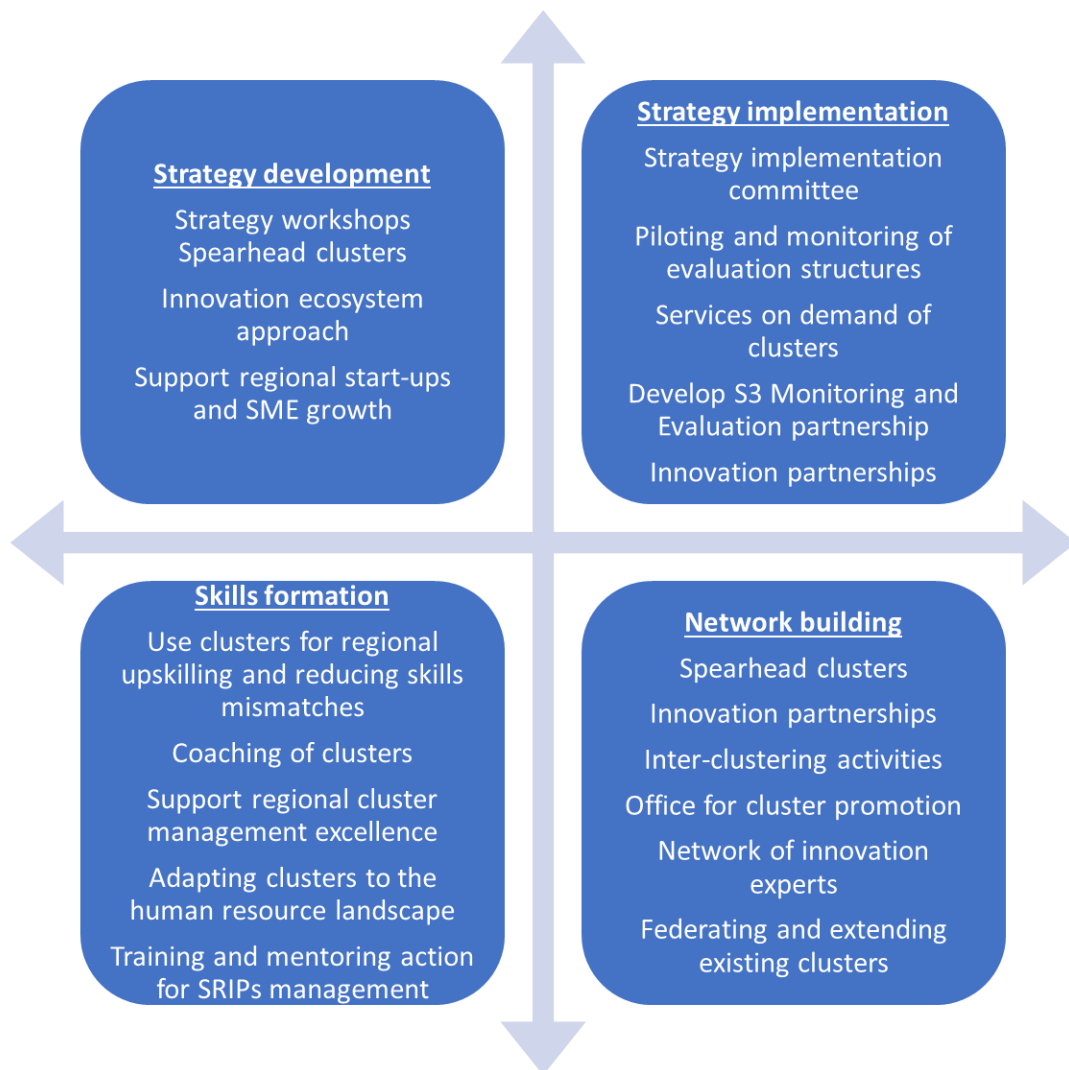 Strategy development
Strategy workshops
Spearhead clusters
Innovation ecosystem
approach
Support regional start-ups
and SME growth
Strategy implementation
Strategy implementation
committee
Piloting and monitoring of
evaluation structures
Services on demand of
clusters
Develop S3 Monitoring and
Evaluation partnership
Innovation partnerships
Skills formation
Use clusters for regional
upskilling and reducing skills
mismatches
Coaching of clusters
Support regional cluster
management excellence
Adapting clusters to the
human resource landscape
Training and mentoring action
for SRIPs management
Network building
Spearhead clusters
Innovation partnerships
Inter-clustering activities
Office for cluster promotion
Network of innovation
experts
Federating and extending
existing clusters